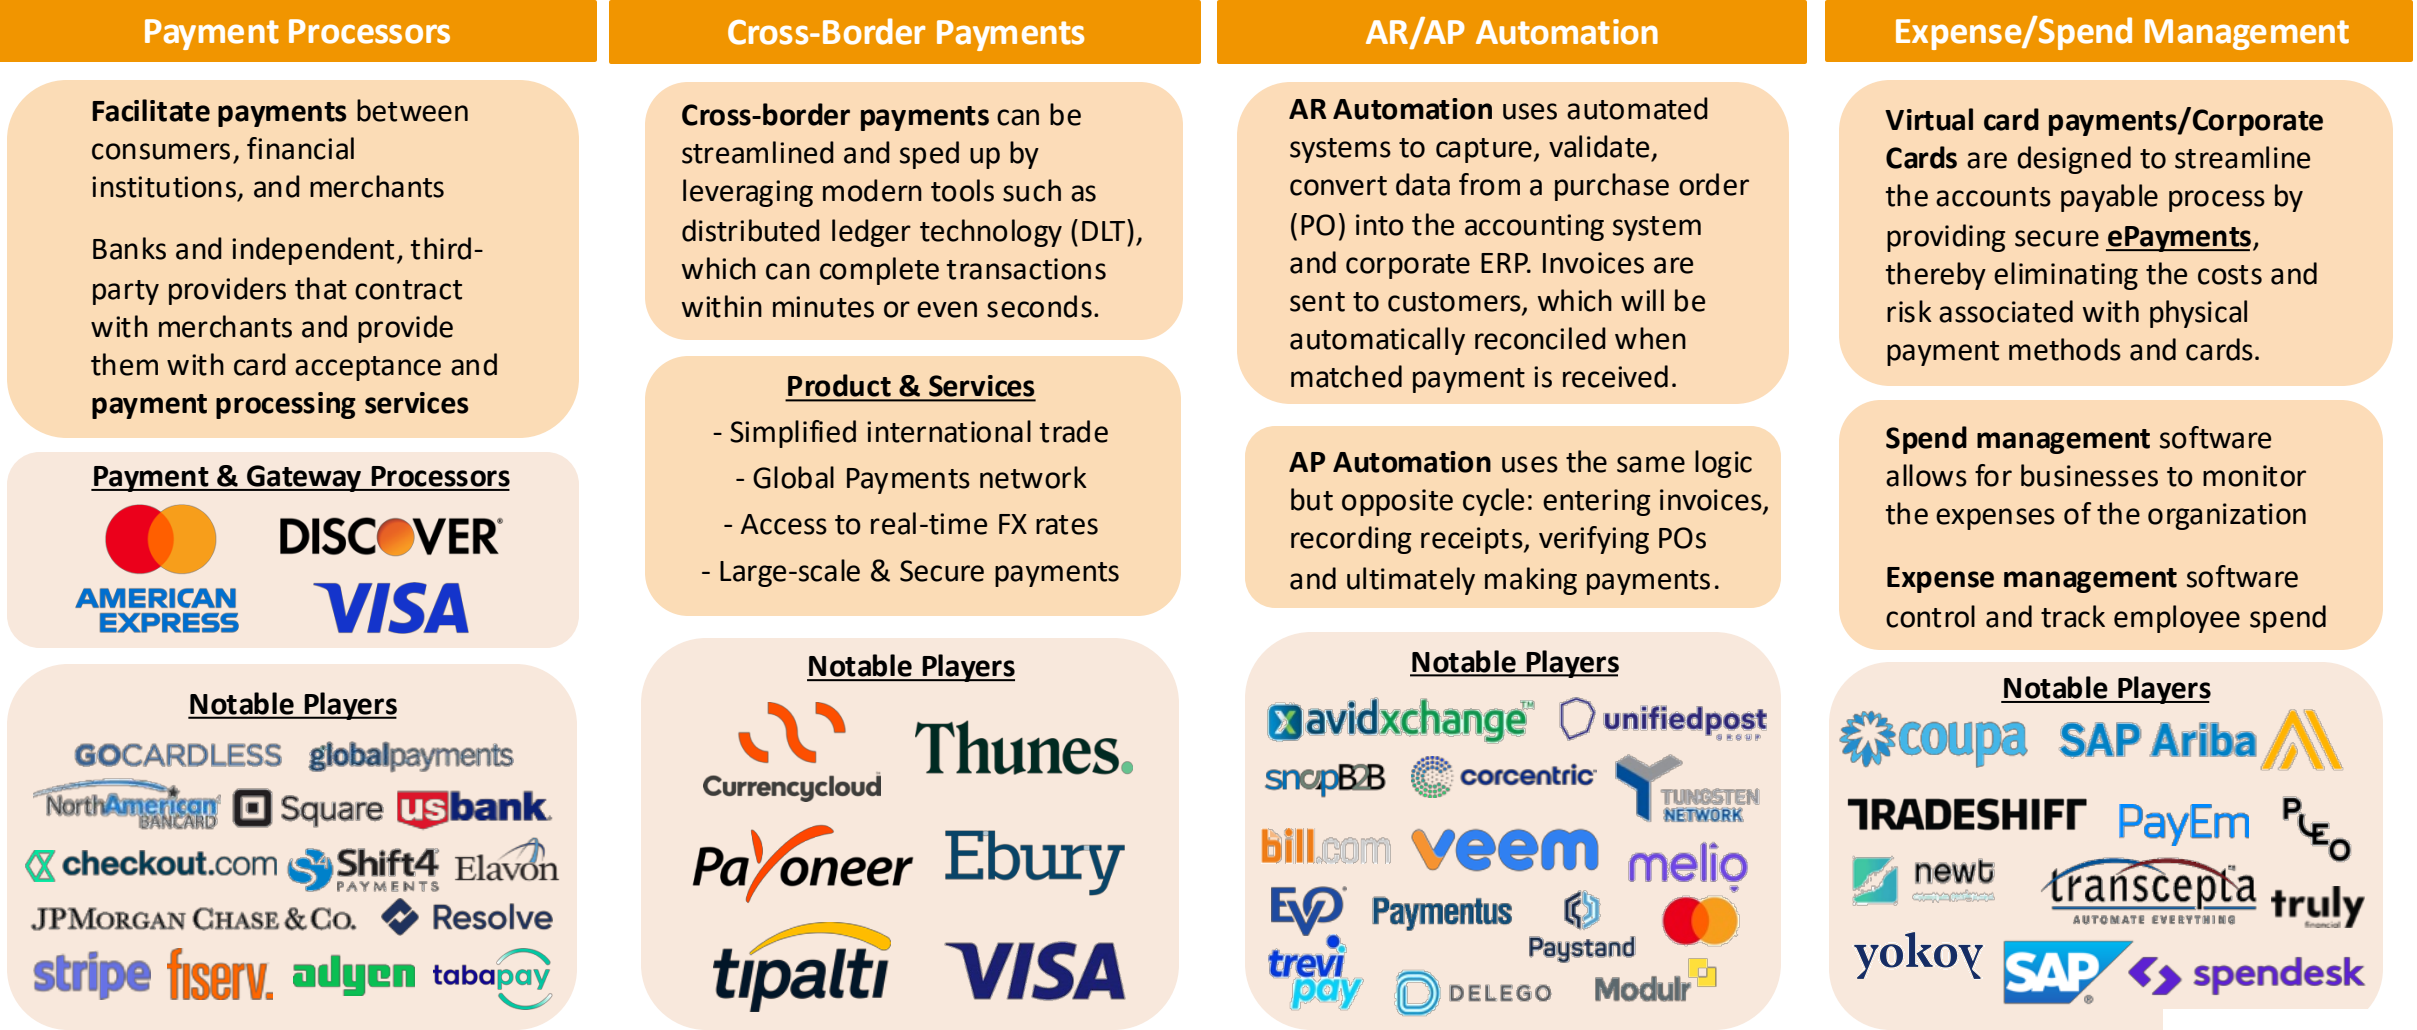 Payment Processors
Facilitate payments between
consumers, financial
institutions, and merchants
Banks and independent, third-
party providers that contract
with merchants and provide
them with card acceptance and
payment processing services
Payment & Gateway Processors
DISCOVER
AMERICAN
EXPRESS
VISA
Notable Players
GOCARDLESS globalpayments
NorthAmerican
BANCARD
Square usbank.
checkout.com Shift4
PAYMENTS
Elavon
JPMORGAN CHASE & CO. Resolve
stripe fiserv. adyen tabapay
Cross-Border Payments
Cross-border payments can be
streamlined and sped up by
leveraging modern tools such as
distributed ledger technology (DLT),
which can complete transactions
within minutes or even seconds.
Product & Services
- Simplified international trade
- Global Payments network
- Access to real-time FX rates
- Large-scale & Secure payments
Notable Players
Currencycloud
Thunes.
Payoneer Ebury
tipalti VISA
AR/AP Automation
AR Automation uses automated
systems to capture, validate,
convert data from a purchase order
(PO) into the accounting system
and corporate ERP. Invoices are
sent to customers, which will be
automatically reconciled when
matched payment is received.
AP Automation uses the same logic
but opposite cycle: entering invoices,
recording receipts, verifying POs
and ultimately making payments.
Notable Players
avidxchange™ unifiedpost
GROUP
snapB2B corcentric TUNGSTEN
NETWORK
bill.com veem melio
EVO Paymentus Paystand
trevi
pay
DELEGO Modulr
Expense/Spend Management
Virtual card payments/Corporate
Cards are designed to streamline
the accounts payable process by
providing secure ePayments,
thereby eliminating the costs and
risk associated with physical
payment methods and cards.
Spend management software
allows for businesses to monitor
the expenses of the organization
Expense management software
control and track employee spend
Notable Players
coupa SAP Ariba
TRADESHIFT PayEm PLEO
newt transcepta
AUTOMATE EVERYTHING
truly
financial
yokoy SAP® spendesk